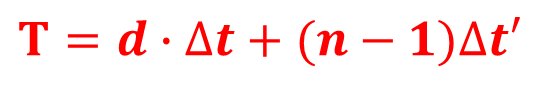 T = d · Δt + (n − 1)Δt′